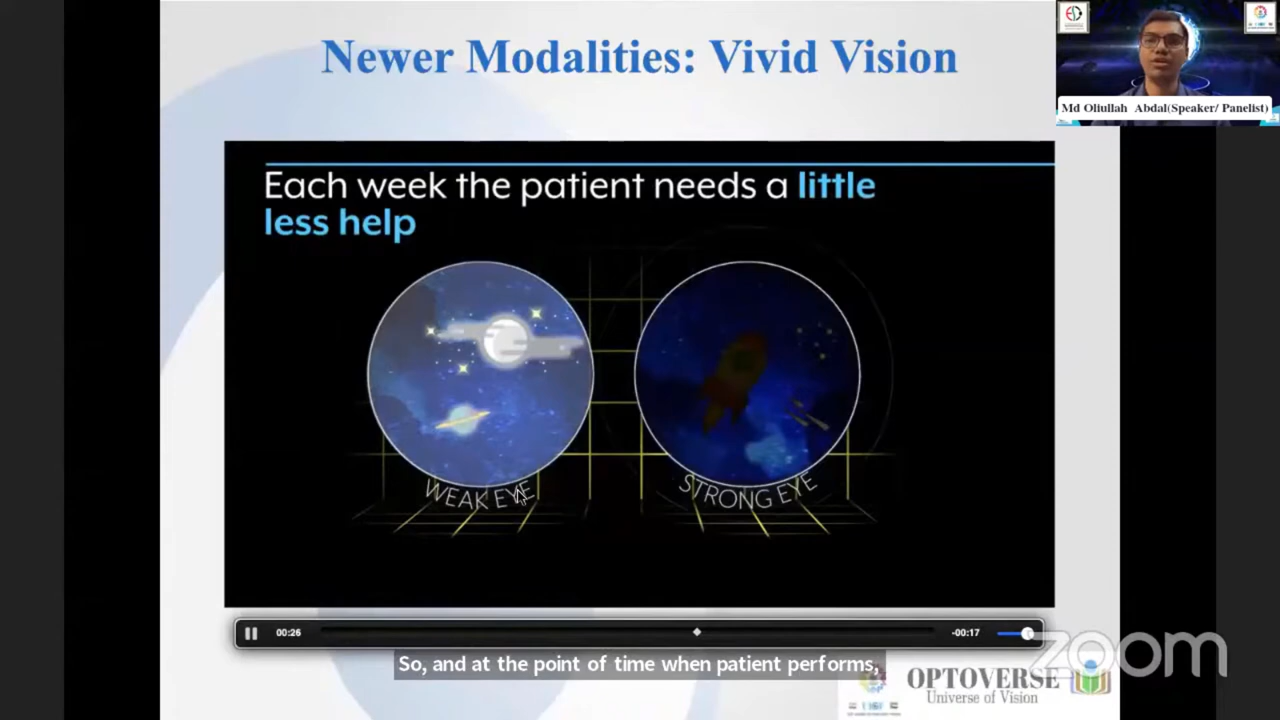 Newer Modalities: Vivid Vision
Md Oliullah Abdal(Speaker/ Panelist)
Each week the patient needs a little
less help
WEAK EYE
STRONG EYE
00:26
-00:17
So, and at the point of time when patient performs,
zoom
OPTOVERSE
Universe of Vision